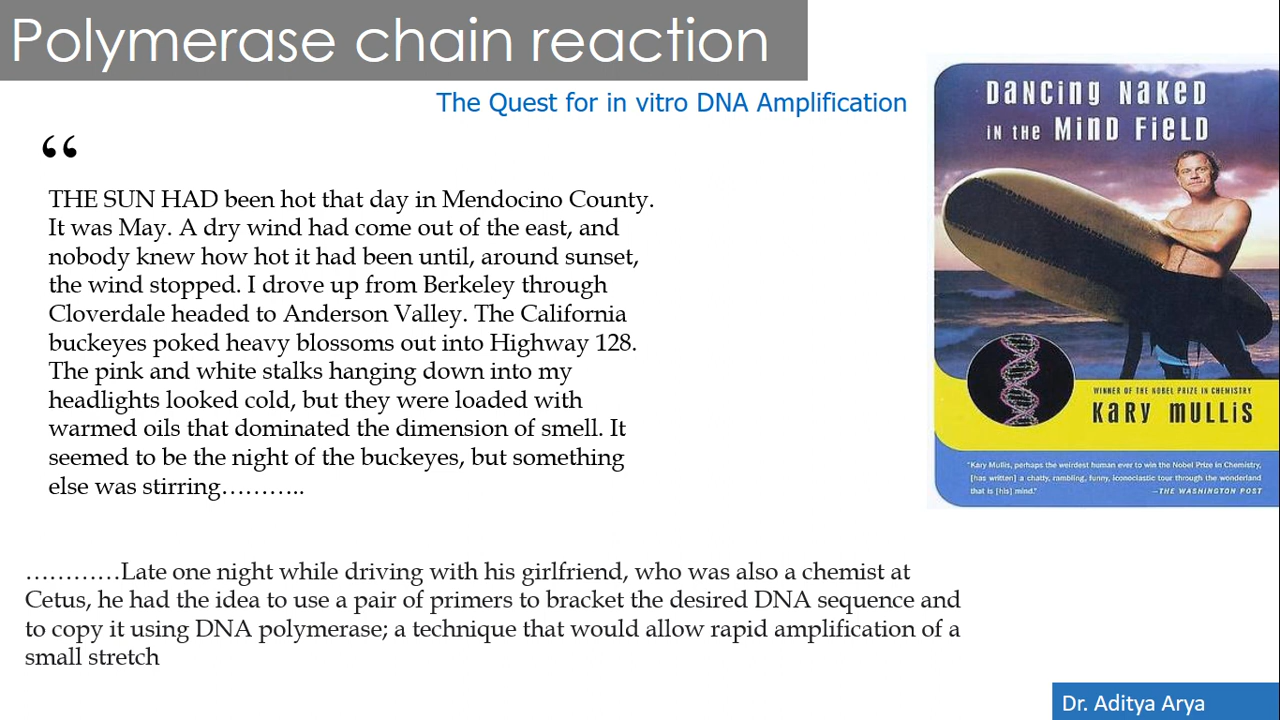 Polymerase chain reaction
The Quest for in vitro DNA Amplification
“
THE SUN HAD been hot that day in Mendocino County.
It was May. A dry wind had come out of the east, and
nobody knew how hot it had been until, around sunset,
the wind stopped. I drove up from Berkeley through
Cloverdale headed to Anderson Valley. The California
buckeyes poked heavy blossoms out into Highway 128.
The pink and white stalks hanging down into my
headlights looked cold, but they were loaded with
warmed oils that dominated the dimension of smell. It
seemed to be the night of the buckeyes, but something
else was stirring………..
…………Late one night while driving with his girlfriend, who was also a chemist at
Cetus, he had the idea to use a pair of primers to bracket the desired DNA sequence and
to copy it using DNA polymerase; a technique that would allow rapid amplification of a
small stretch
DANCING NAKED
IN THE MIND FIELD
WINNER OF THE NOBEL PRIZE IN CHEMISTRY
KARY MULLIS
"Kary Mullis, perhaps the weirdest human ever to win the Nobel Prize in Chemistry,
[has written] a chatty, rambling, funny, iconoclastic tour through the wonderland
that is [his] mind."
—THE WASHINGTON POST
Dr. Aditya Arya